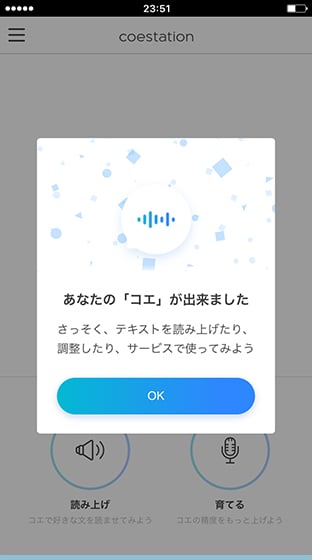 23:51
coestation
あなたの「コエ」が出来ました
さっそく、テキストを読み上げたり、
調整したり、サービスで使ってみよう
OK
読み上げ
コエで好きな文を読ませてみよう
育てる
コエの精度をもっと上げよう